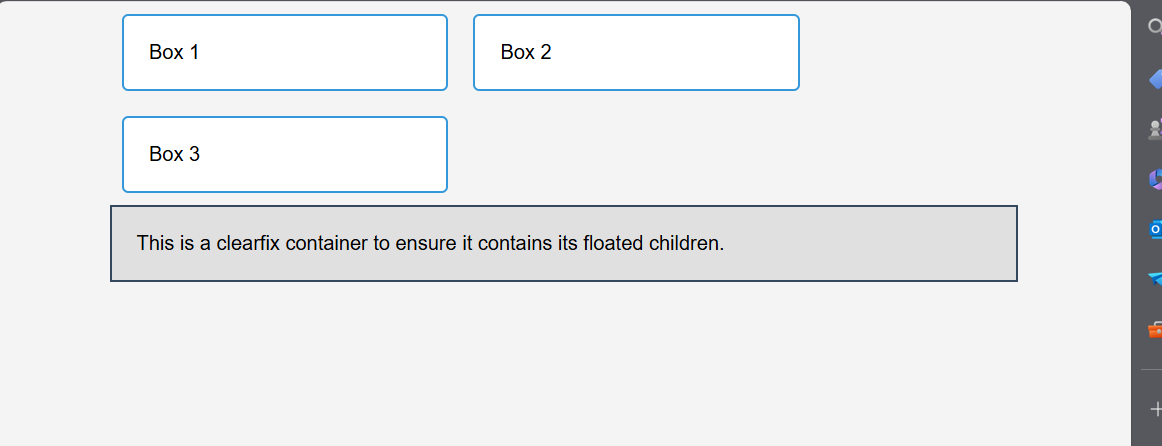 Box 1
Box 2
Box 3
This is a clearfix container to ensure it contains its floated children.